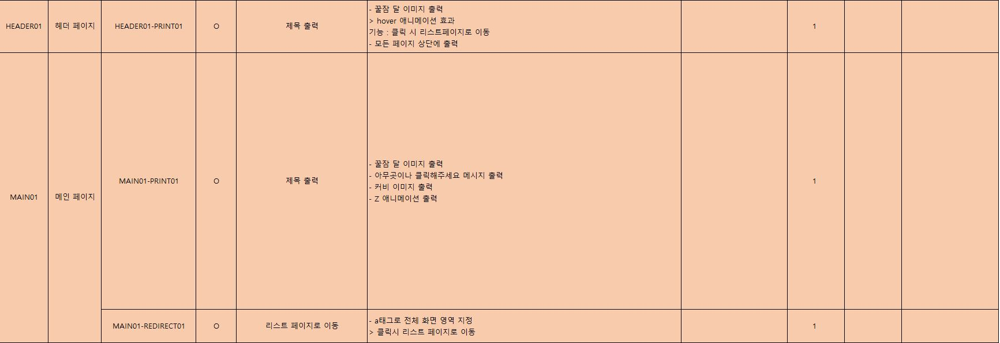 HEADER01
헤더 페이지
HEADER01-PRINT01
O
제목 출력
- 꿀잠 달 이미지 출력
> hover 애니메이션 효과
기능 : 클릭 시 리스트페이지로 이동
- 모든 페이지 상단에 출력
1
MAIN01
메인 페이지
MAIN01-PRINT01
O
제목 출력
- 꿀잠 달 이미지 출력
- 아무곳이나 클릭해주세요 메시지 출력
- 커비 이미지 출력
- Z 애니메이션 출력
1
MAIN01-REDIRECT01
O
리스트 페이지로 이동
- a태그로 전체 화면 영역 지정
> 클릭시 리스트 페이지로 이동
1